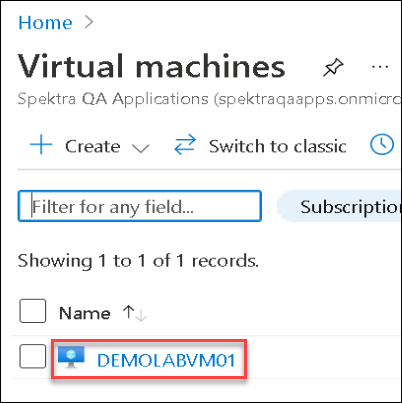 Home
Virtual machines
Spektra QA Applications (spektraqaapps.onmicro
Create Switch to classic
Filter for any field... Subscription
Showing 1 to 1 of 1 records.
Name
DEMOLABVM01